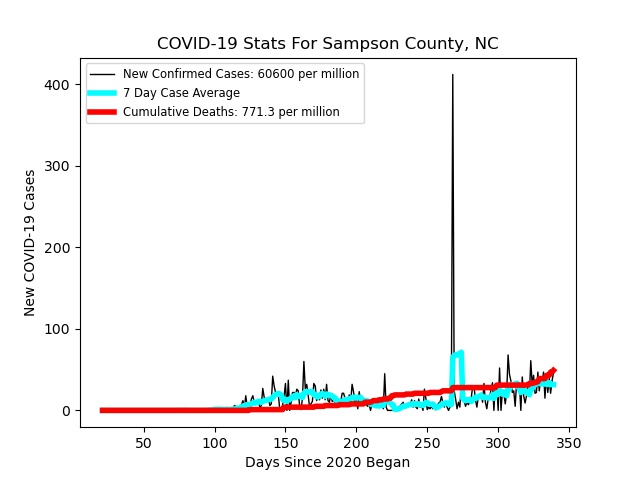 COVID-19 Stats For Sampson County, NC
New Confirmed Cases: 60600 per million
7 Day Case Average
Cumulative Deaths: 771.3 per million
New COVID-19 Cases
400
300
200
100
0
50 100 150 200 250 300 350
Days Since 2020 Began